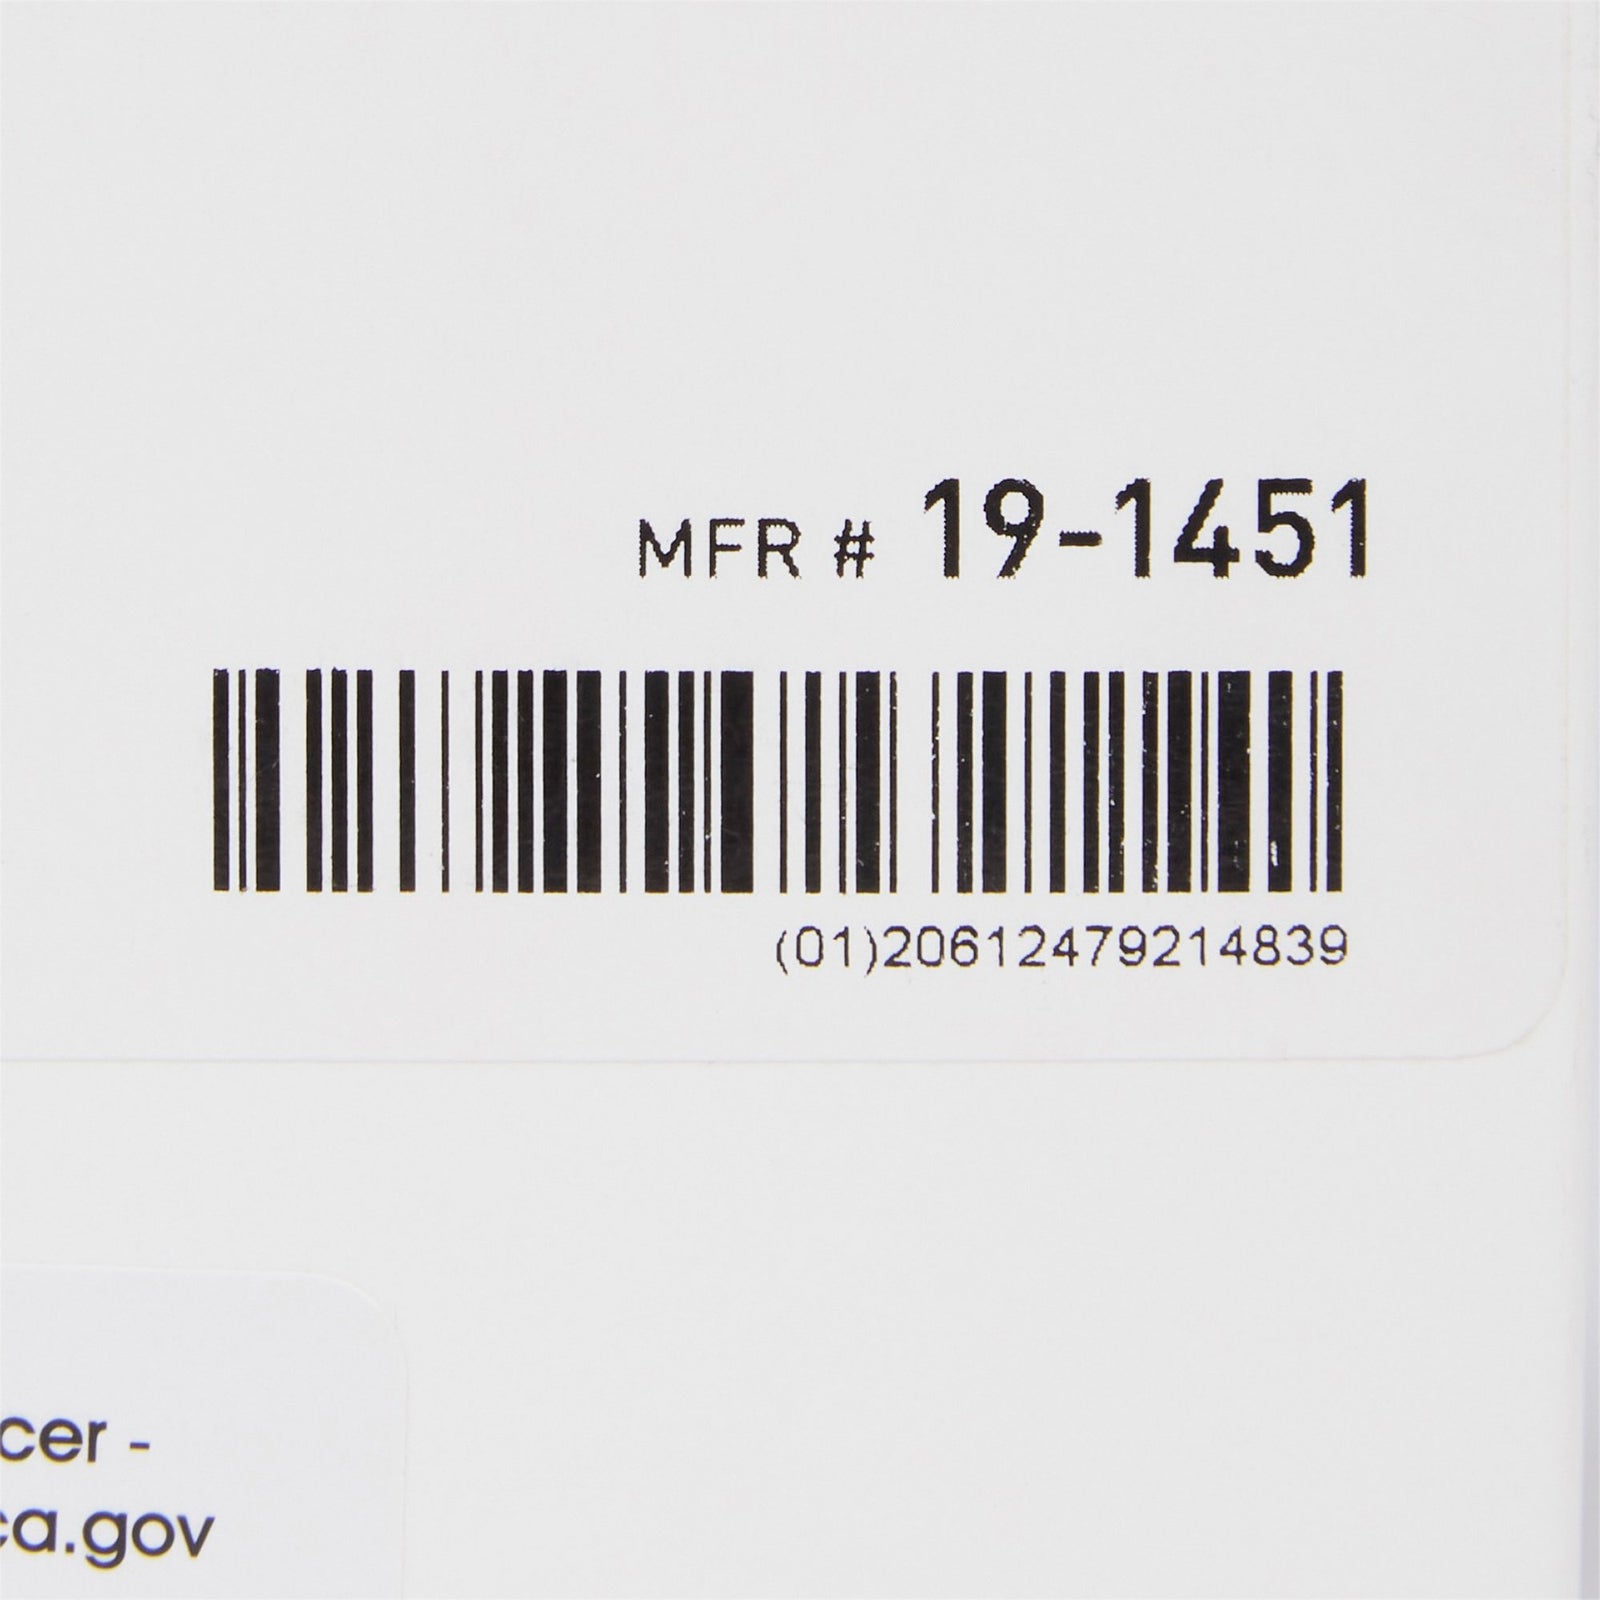 MFR # 19-1451
(01)20612479214839
cer -
ca.gov